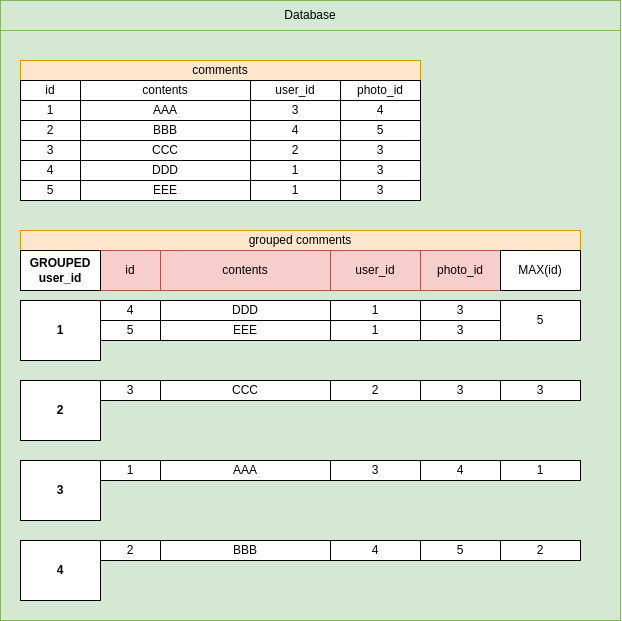 Database
comments
id contents user_id photo_id
1 AAA 3 4
2 BBB 4 5
3 CCC 2 3
4 DDD 1 3
5 EEE 1 3
grouped comments
GROUPED
user_id id contents user_id photo_id MAX(id)
1 4 DDD 1 3 5
5 EEE 1 3
2 3 CCC 2 3 3
3 1 AAA 3 4 1
4 2 BBB 4 5 2